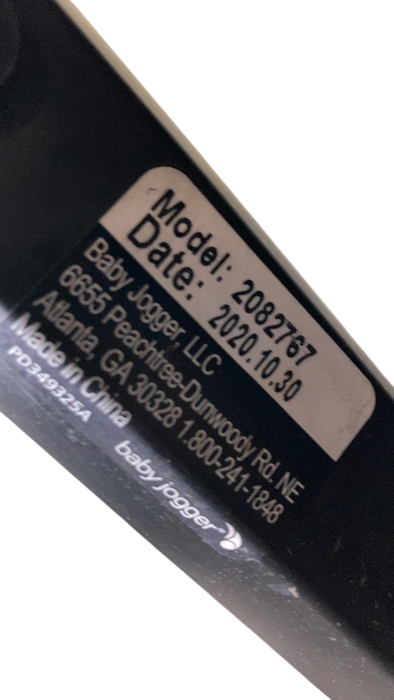 Model: 2082767
Date: 2020.10.30
Baby Jogger, LLC
6655 Peachtree-Dunwoody Rd. NE
Atlanta, GA 30328 1.800-241-1848
Made in China
PD349325A
baby jogger